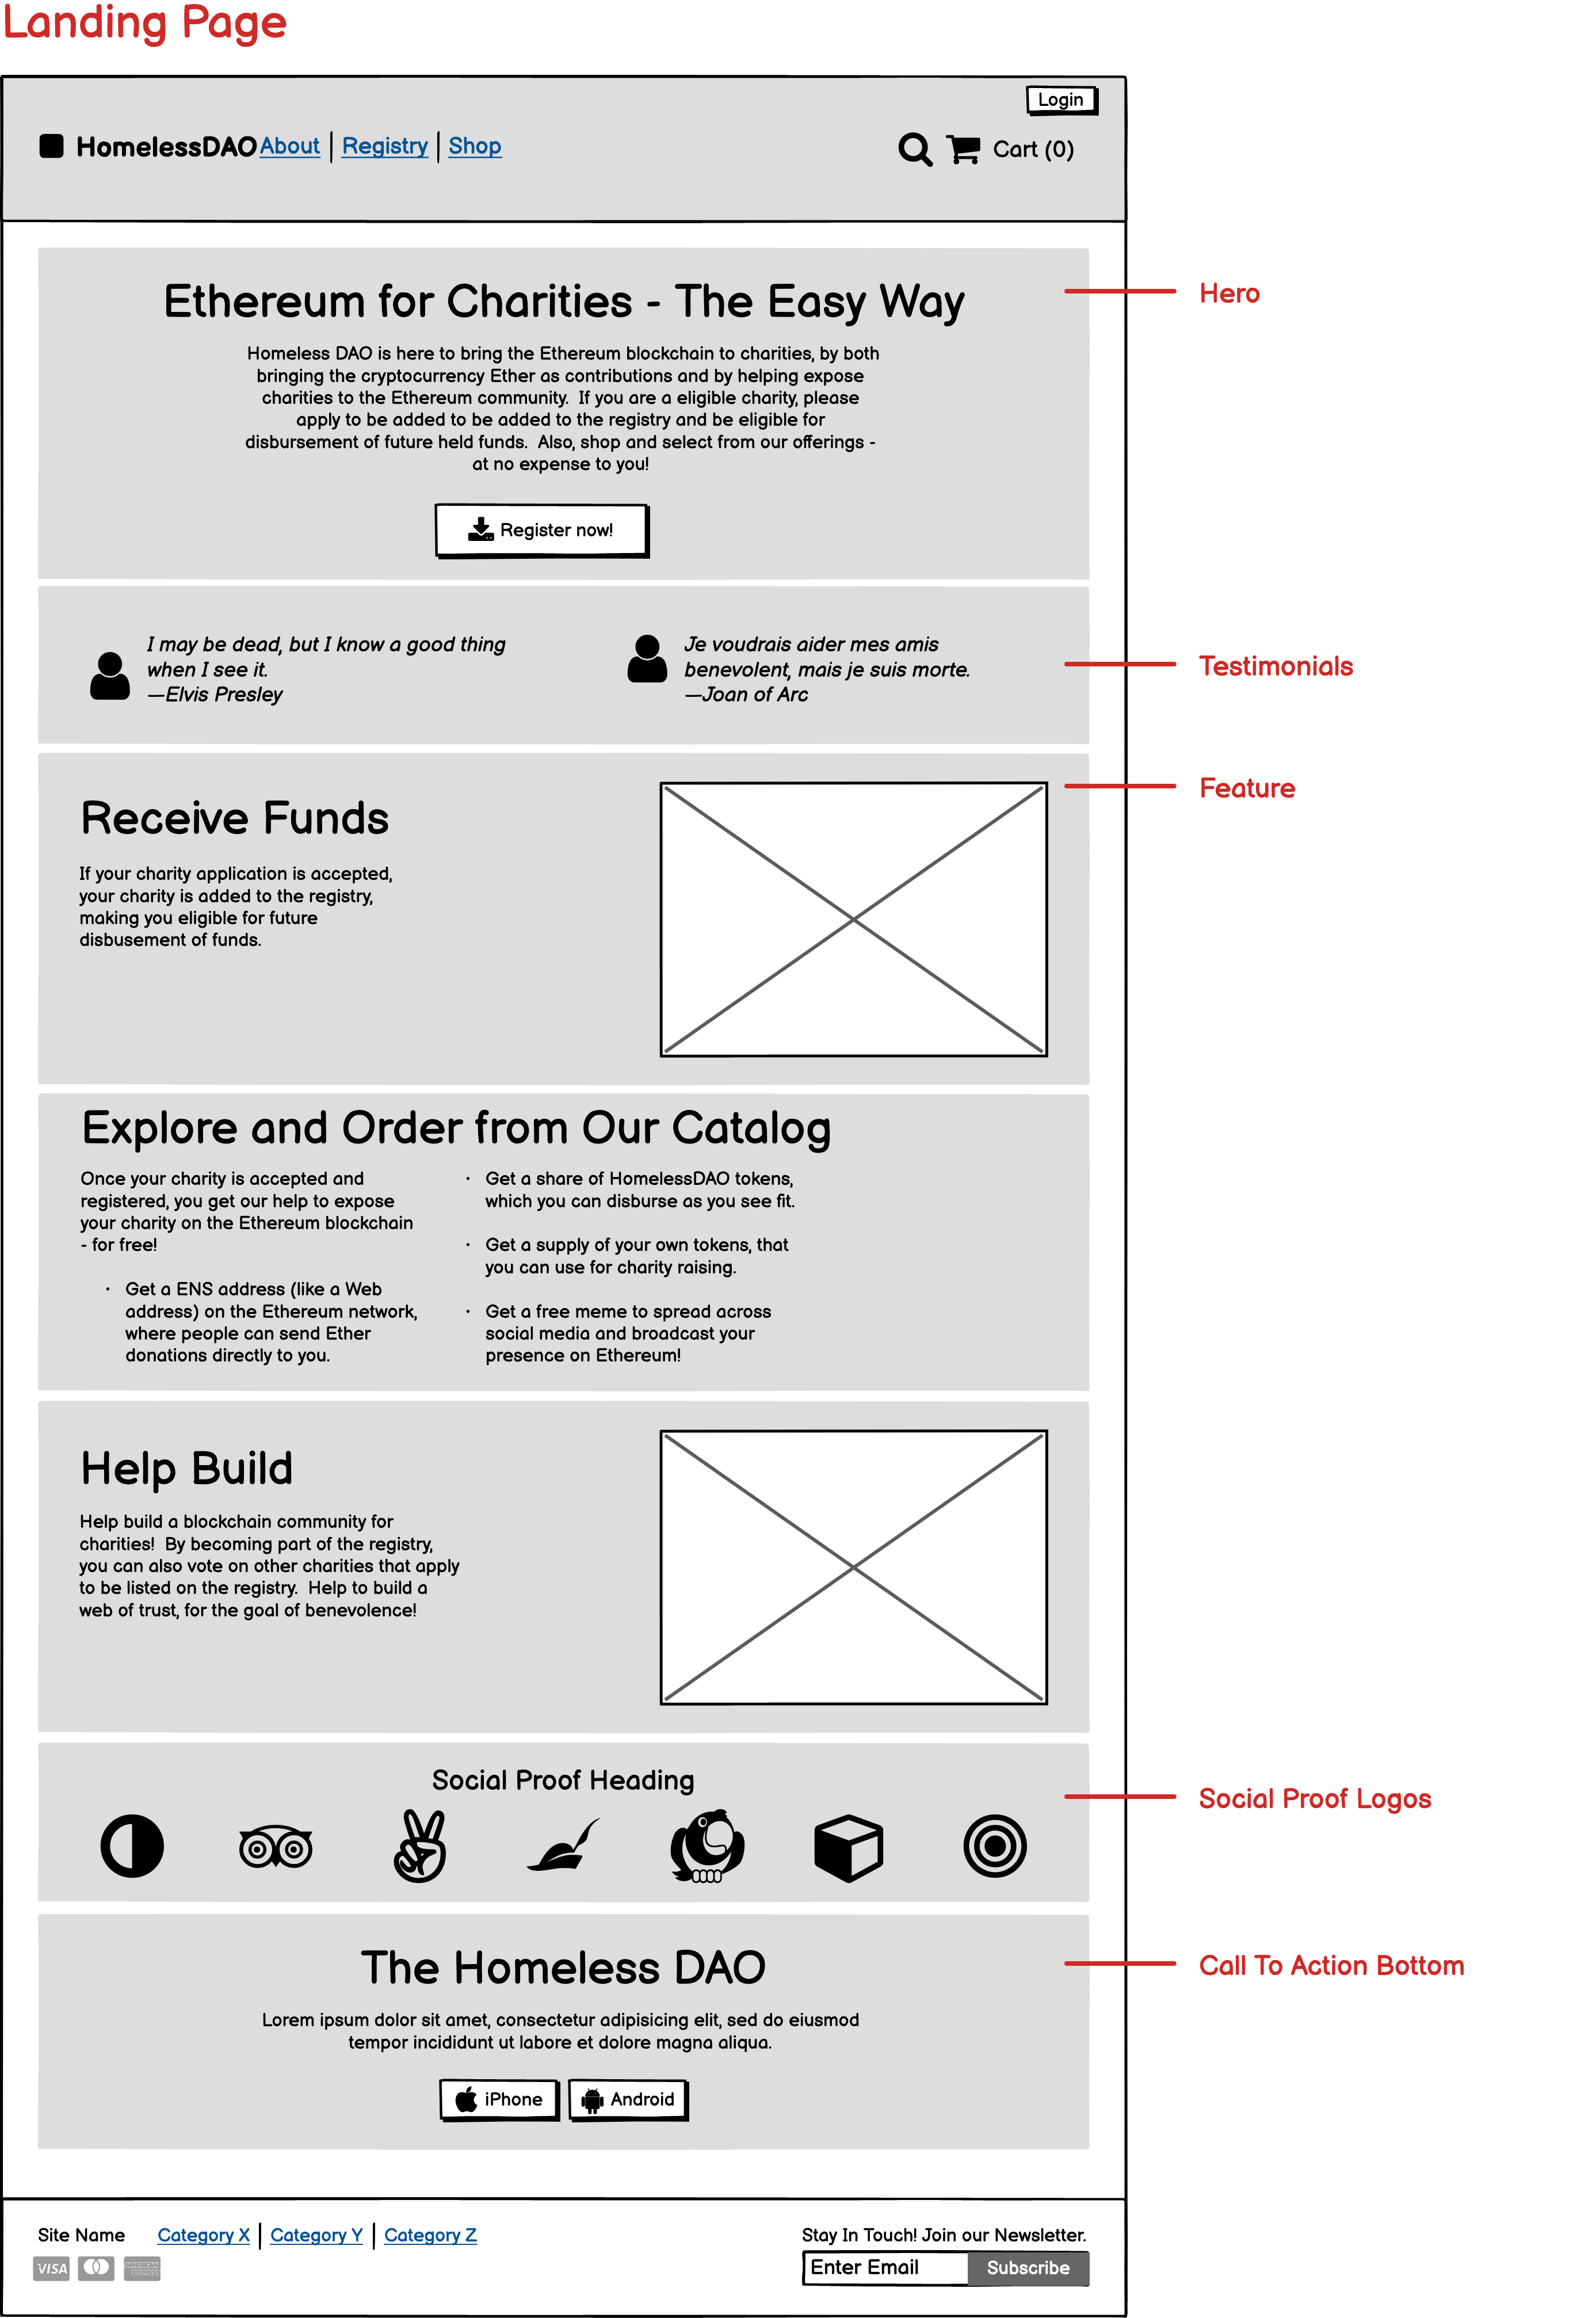 Landing Page
Login
HomelessDAO About | Registry | Shop
Cart (0)
Ethereum for Charities - The Easy Way
Hero
Homeless DAO is here to bring the Ethereum blockchain to charities, by both
bringing the cryptocurrency Ether as contributions and by helping expose
charities to the Ethereum community.  If you are a eligible charity, please
apply to be added to be added to the registry and be eligible for
disbursement of future held funds.  Also, shop and select from our offerings -
at no expense to you!
Register now!
I may be dead, but I know a good thing
when I see it.
—Elvis Presley
Je voudrais aider mes amis
benevolent, mais je suis morte.
—Joan of Arc
Testimonials
Feature
Receive Funds
If your charity application is accepted,
your charity is added to the registry,
making you eligible for future
disbusement of funds.
Explore and Order from Our Catalog
Once your charity is accepted and
registered, you get our help to expose
your charity on the Ethereum blockchain
- for free!
· Get a ENS address (like a Web
address) on the Ethereum network,
where people can send Ether
donations directly to you.
· Get a share of HomelessDAO tokens,
which you can disburse as you see fit.
· Get a supply of your own tokens, that
you can use for charity raising.
· Get a free meme to spread across
social media and broadcast your
presence on Ethereum!
Help Build
Help build a blockchain community for
charities!  By becoming part of the registry,
you can also vote on other charities that apply
to be listed on the registry.  Help to build a
web of trust, for the goal of benevolence!
Social Proof Heading
Social Proof Logos
The Homeless DAO
Call To Action Bottom
Lorem ipsum dolor sit amet, consectetur adipisicing elit, sed do eiusmod
tempor incididunt ut labore et dolore magna aliqua.
iPhone
Android
Site Name
Category X | Category Y | Category Z
VISA
AMERICAN
EXPRESS
Stay In Touch! Join our Newsletter.
Enter Email
Subscribe